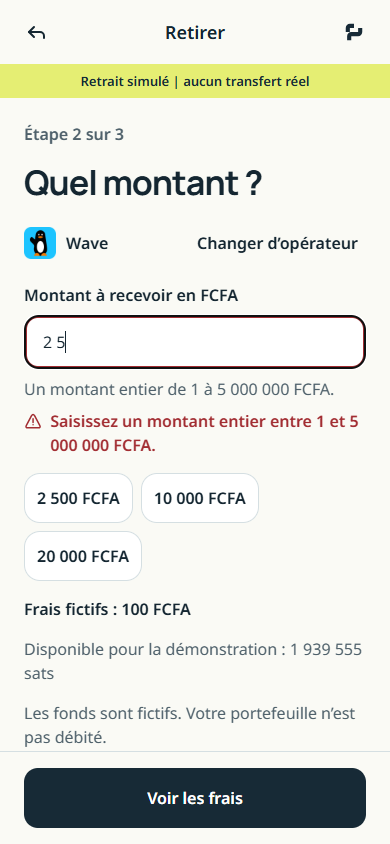 Retirer
Retrait simulé | aucun transfert réel
Étape 2 sur 3
Quel montant ?
Wave
Changer d’opérateur
Montant à recevoir en FCFA
2 5
Un montant entier de 1 à 5 000 000 FCFA.
Saisissez un montant entier entre 1 et 5
000 000 FCFA.
2 500 FCFA
10 000 FCFA
20 000 FCFA
Frais fictifs : 100 FCFA
Disponible pour la démonstration : 1 939 555
sats
Les fonds sont fictifs. Votre portefeuille n’est
pas débité.
Voir les frais